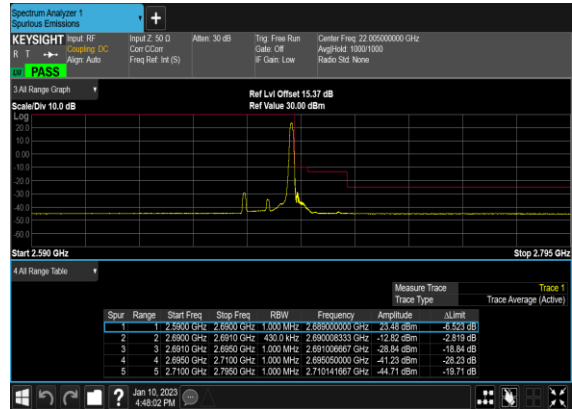 Spectrum Analyzer 1
Spurious Emissions
+
KEYSIGHT Input: RF Input Z: 50 Ω Atten: 30 dB Trig: Free Run Center Freq: 22.005000000 GHz
R T Coupling: DC Corr CCorr Gate: Off Avg|Hold: 1000/1000
Align: Auto Freq Ref: Int (S) IF Gain: Low Radio Std: None
PASS
3 All Range Graph
Ref Lvl Offset 15.37 dB
Scale/Div 10.0 dB Ref Value 30.00 dBm
Log
20.0
10.0
0.00
-10.0
-20.0
-30.0
-40.0
-50.0
-60.0
Start 2.590 GHz Stop 2.795 GHz
4 All Range Table
Measure Trace Trace 1
Trace Type Trace Average (Active)
Spur Range Start Freq Stop Freq RBW Frequency Amplitude ΔLimit
1 1 2.5900 GHz 2.6900 GHz 1.000 MHz 2.689000000 GHz 23.48 dBm -6.523 dB
2 2 2.6900 GHz 2.6910 GHz 430.0 kHz 2.690008333 GHz -12.82 dBm -2.819 dB
3 3 2.6910 GHz 2.6950 GHz 1.000 MHz 2.691006667 GHz -28.84 dBm -18.84 dB
4 4 2.6950 GHz 2.7100 GHz 1.000 MHz 2.695050000 GHz -41.23 dBm -28.23 dB
5 5 2.7100 GHz 2.7950 GHz 1.000 MHz 2.710141667 GHz -44.71 dBm -19.71 dB
? Jan 10, 2023
4:48:02 PM